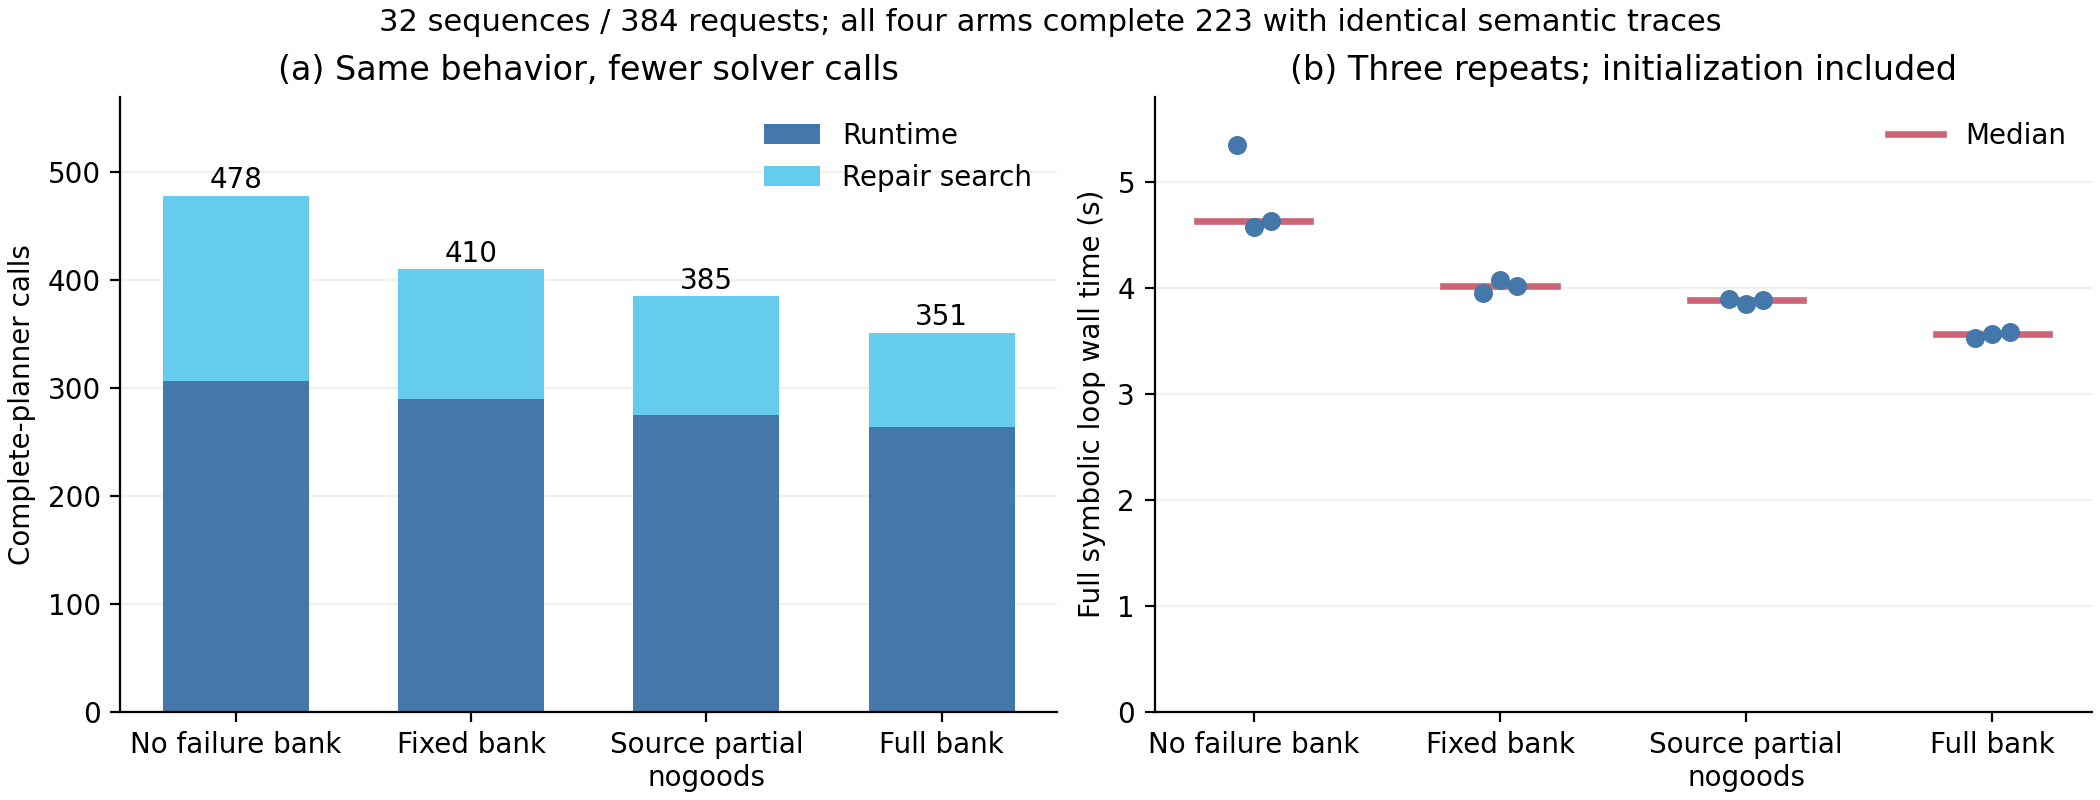 32 sequences / 384 requests; all four arms complete 223 with identical semantic traces
(a) Same behavior, fewer solver calls
Complete-planner calls
500
400
300
200
100
0
Runtime
Repair search
478
410
385
351
No failure bank
Fixed bank
Source partial
nogoods
Full bank
(b) Three repeats; initialization included
Full symbolic loop wall time (s)
5
4
3
2
1
0
Median
No failure bank
Fixed bank
Source partial
nogoods
Full bank